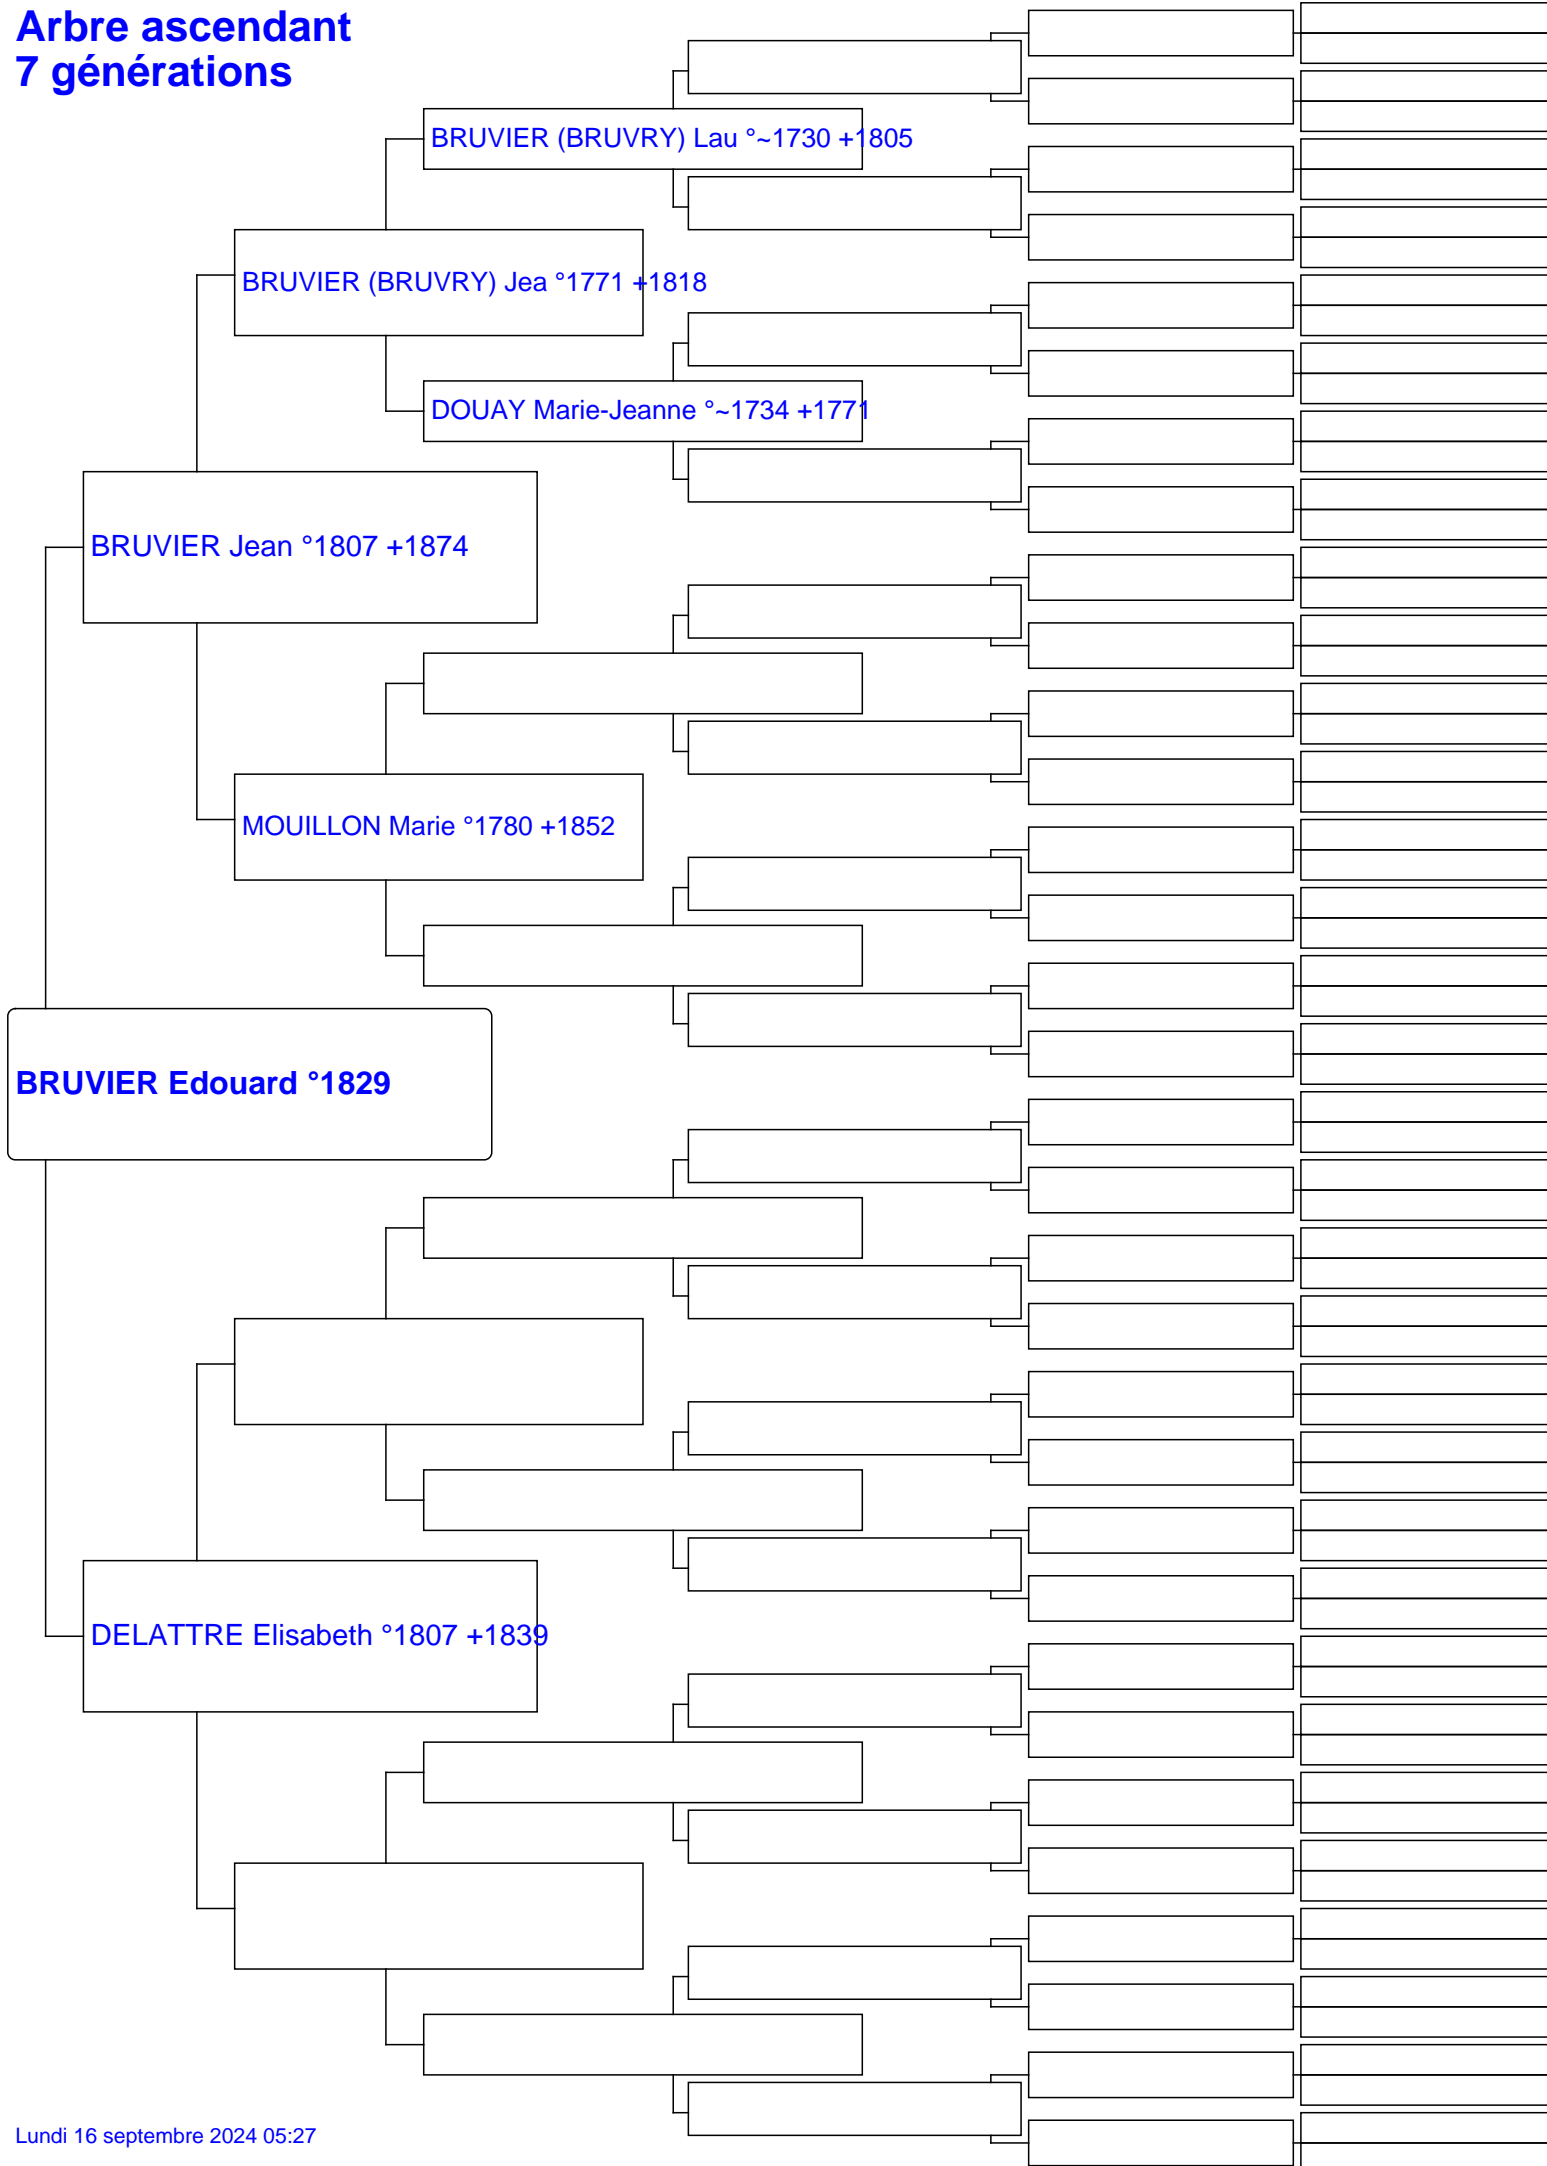 Arbre ascendant
7 générations
BRUVIER (BRUVRY) Lau °~1730 +1805
BRUVIER (BRUVRY) Jea °1771 +1818
DOUAY Marie-Jeanne °~1734 +1771
BRUVIER Jean °1807 +1874
MOUILLON Marie °1780 +1852
BRUVIER Edouard °1829
DELATTRE Elisabeth °1807 +1839
Lundi 16 septembre 2024 05:27